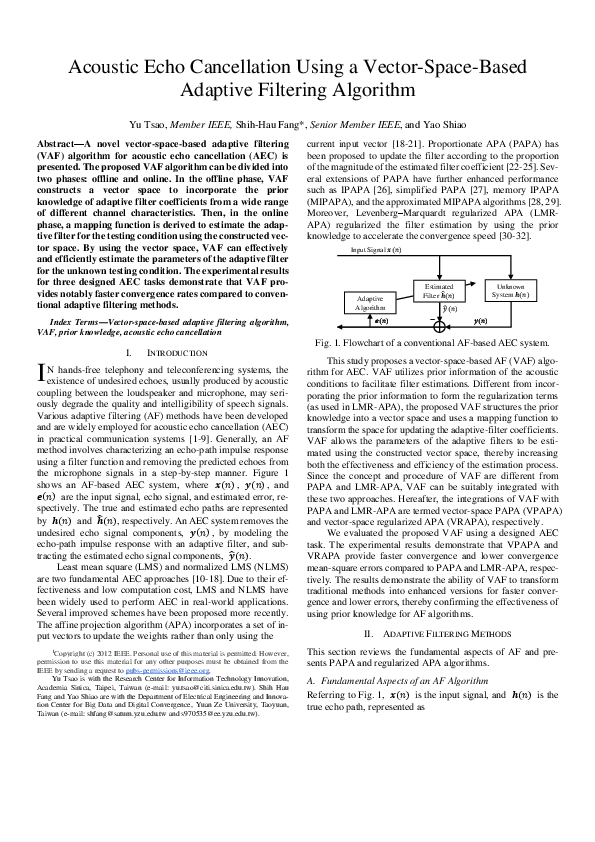 Acoustic Echo Cancellation Using a Vector-Space-Based
Adaptive Filtering Algorithm
Yu Tsao, Member IEEE, Shih-Hau Fang*, Senior Member IEEE, and Yao Shiao
Abstract—A novel vector-space-based adaptive filtering
(VAF) algorithm for acoustic echo cancellation (AEC) is
presented. The proposed VAF algorithm can be divided into
two phases: offline and online. In the offline phase, VAF
constructs a vector space to incorporate the prior
knowledge of adaptive filter coefficients from a wide range
of different channel characteristics. Then, in the online
phase, a mapping function is derived to estimate the adap-
tive filter for the testing condition using the constructed vec-
tor space. By using the vector space, VAF can effectively
and efficiently estimate the parameters of the adaptive filter
for the unknown testing condition. The experimental results
for three designed AEC tasks demonstrate that VAF pro-
vides notably faster convergence rates compared to conven-
tional adaptive filtering methods.
Index Terms—Vector-space-based adaptive filtering algorithm,
VAF, prior knowledge, acoustic echo cancellation
I. INTRODUCTION
IN hands-free telephony and teleconferencing systems, the
existence of undesired echoes, usually produced by acoustic
coupling between the loudspeaker and microphone, may seri-
ously degrade the quality and intelligibility of speech signals.
Various adaptive filtering (AF) methods have been developed
and are widely employed for acoustic echo cancellation (AEC)
in practical communication systems [1-9]. Generally, an AF
method involves characterizing an echo-path impulse response
using a filter function and removing the predicted echoes from
the microphone signals in a step-by-step manner. Figure 1
shows an AF-based AEC system, where x(n), y(n), and
e(n) are the input signal, echo signal, and estimated error, re-
spectively. The true and estimated echo paths are represented
by h(n) and ĥ(n), respectively. An AEC system removes the
undesired echo signal components, y(n), by modeling the
echo-path impulse response with an adaptive filter, and sub-
tracting the estimated echo signal components, ŷ(n).
Least mean square (LMS) and normalized LMS (NLMS)
are two fundamental AEC approaches [10-18]. Due to their ef-
fectiveness and low computation cost, LMS and NLMS have
been widely used to perform AEC in real-world applications.
Several improved schemes have been proposed more recently.
The affine projection algorithm (APA) incorporates a set of in-
put vectors to update the weights rather than only using the
¹Copyright (c) 2012 IEEE. Personal use of this material is permitted. However,
permission to use this material for any other purposes must be obtained from the
IEEE by sending a request to pubs-permissions@ieee.org.
Yu Tsao is with the Research Center for Information Technology Innovation,
Academia Sinica, Taipei, Taiwan (e-mail: yu.tsao@citi.sinica.edu.tw). Shih Hau
Fang and Yao Shiao are with the Department of Electrical Engineering and Innova-
tion Center for Big Data and Digital Convergence, Yuan Ze University, Taoyuan,
Taiwan (e-mail: shfang@saturn.yzu.edu.tw and s970535@ee.yzu.edu.tw).
current input vector [18-21]. Proportionate APA (PAPA) has
been proposed to update the filter according to the proportion
of the magnitude of the estimated filter coefficient [22-25]. Sev-
eral extensions of PAPA have further enhanced performance
such as IPAPA [26], simplified PAPA [27], memory IPAPA
(MIPAPA), and the approximated MIPAPA algorithms [28, 29].
Moreover, Levenberg–Marquardt regularized APA (LMR-
APA) regularized the filter estimation by using the prior
knowledge to accelerate the convergence speed [30-32].
Input Signal x(n)
Adaptive
Algorithm
Estimated
Filter ĥ(n)
Unknown
System h(n)
ŷ(n)
e(n)
−
y(n)
Fig. 1. Flowchart of a conventional AF-based AEC system.
This study proposes a vector-space-based AF (VAF) algo-
rithm for AEC. VAF utilizes prior information of the acoustic
conditions to facilitate filter estimations. Different from incor-
porating the prior information to form the regularization terms
(as used in LMR-APA), the proposed VAF structures the prior
knowledge into a vector space and uses a mapping function to
transform the space for updating the adaptive-filter coefficients.
VAF allows the parameters of the adaptive filters to be esti-
mated using the constructed vector space, thereby increasing
both the effectiveness and efficiency of the estimation process.
Since the concept and procedure of VAF are different from
PAPA and LMR-APA, VAF can be suitably integrated with
these two approaches. Hereafter, the integrations of VAF with
PAPA and LMR-APA are termed vector-space PAPA (VPAPA)
and vector-space regularized APA (VRAPA), respectively.
We evaluated the proposed VAF using a designed AEC
task. The experimental results demonstrate that VPAPA and
VRAPA provide faster convergence and lower convergence
mean-square errors compared to PAPA and LMR-APA, respec-
tively. The results demonstrate the ability of VAF to transform
traditional methods into enhanced versions for faster conver-
gence and lower errors, thereby confirming the effectiveness of
using prior knowledge for AF algorithms.
II. ADAPTIVE FILTERING METHODS
This section reviews the fundamental aspects of AF and pre-
sents PAPA and regularized APA algorithms.
A. Fundamental Aspects of an AF Algorithm
Referring to Fig. 1, x(n) is the input signal, and h(n) is the
true echo path, represented as